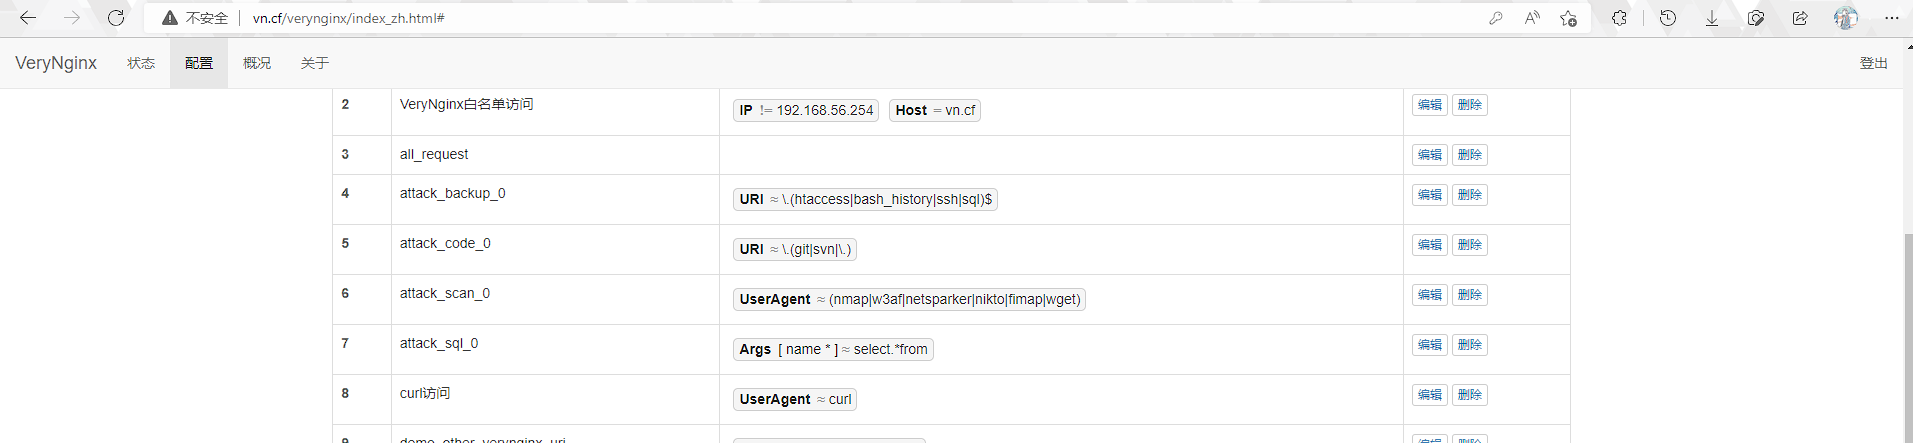 不安全 vn.cf/verynginx/index_zh.html#
VeryNginx 状态 配置 概况 关于 登出
2 VeryNginx白名单访问 IP != 192.168.56.254 Host = vn.cf 编辑 删除
3 all_request 编辑 删除
4 attack_backup_0 URI ≈ \.(htaccess|bash_history|ssh|sql)$ 编辑 删除
5 attack_code_0 URI ≈ \.(git|svn|\.) 编辑 删除
6 attack_scan_0 UserAgent ≈ (nmap|w3af|netsparker|nikto|fimap|wget) 编辑 删除
7 attack_sql_0 Args [ name * ] ≈ select.*from 编辑 删除
8 curl访问 UserAgent ≈ curl 编辑 删除
9 demo_other_verynginx_uri 编辑 删除